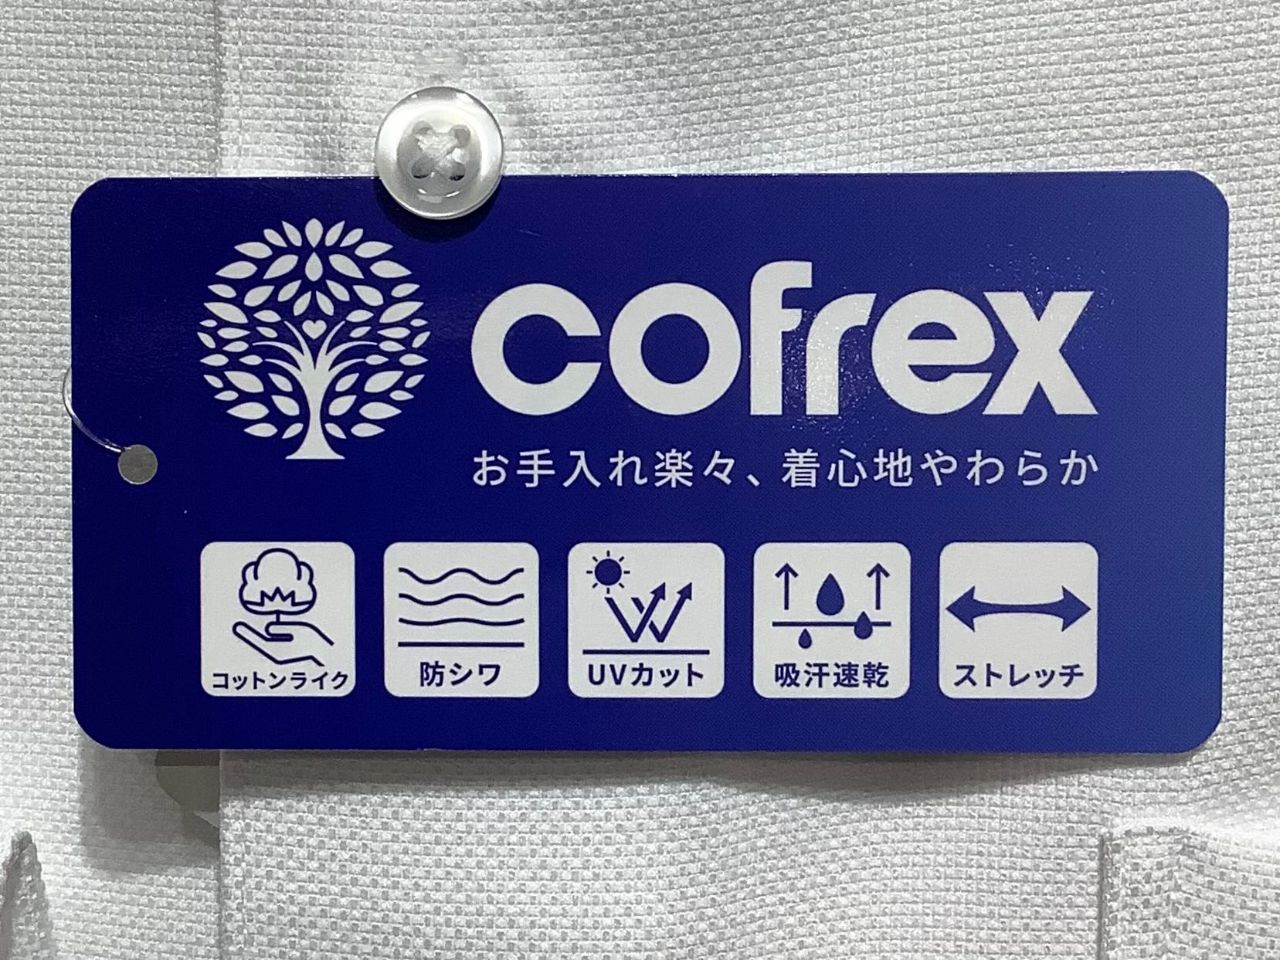 cofrex
お手入れ楽々、着心地やわらか
コットンライク
防シワ
UVカット
吸汗速乾
ストレッチ